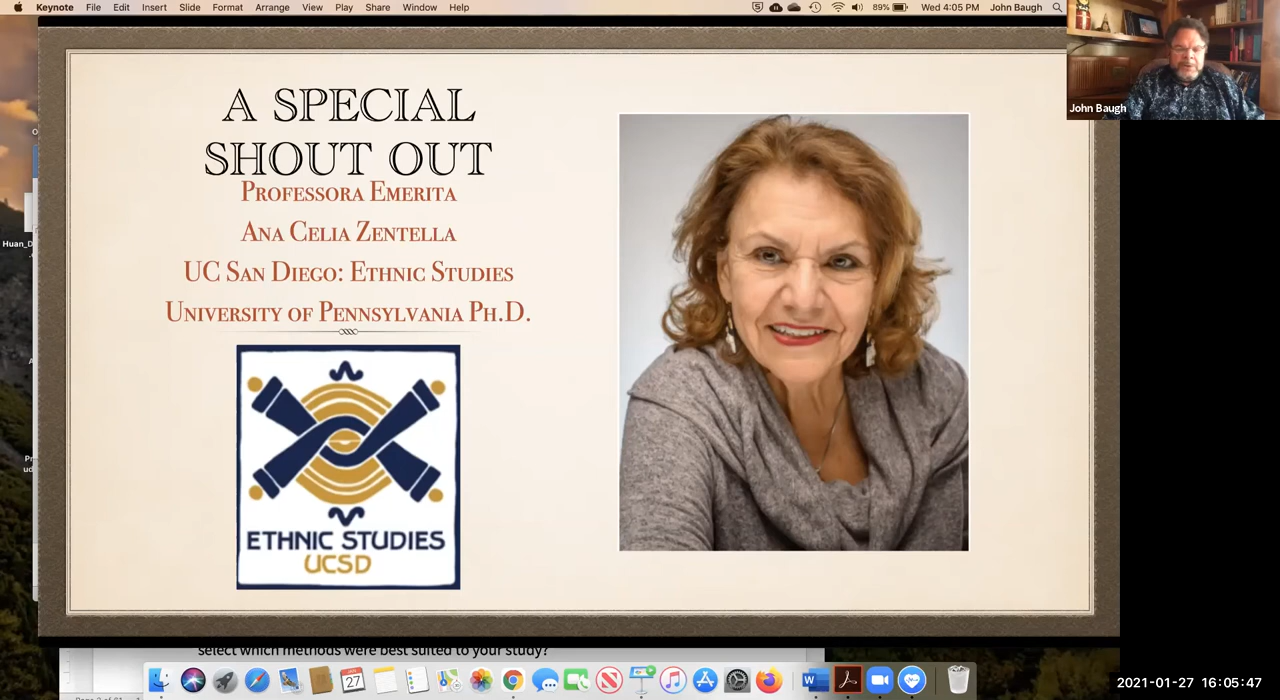 Keynote File Edit Insert Slide Format Arrange View Play Share Window Help 89% Wed 4:05 PM John Baugh
John Baugh
A SPECIAL
SHOUT OUT
Professora Emerita
Ana Celia Zentella
UC San Diego: Ethnic Studies
University of Pennsylvania Ph.D.
ETHNIC STUDIES
UCSD
Huan_D
select which methods were best suited to your study?
27
2021-01-27 16:05:47